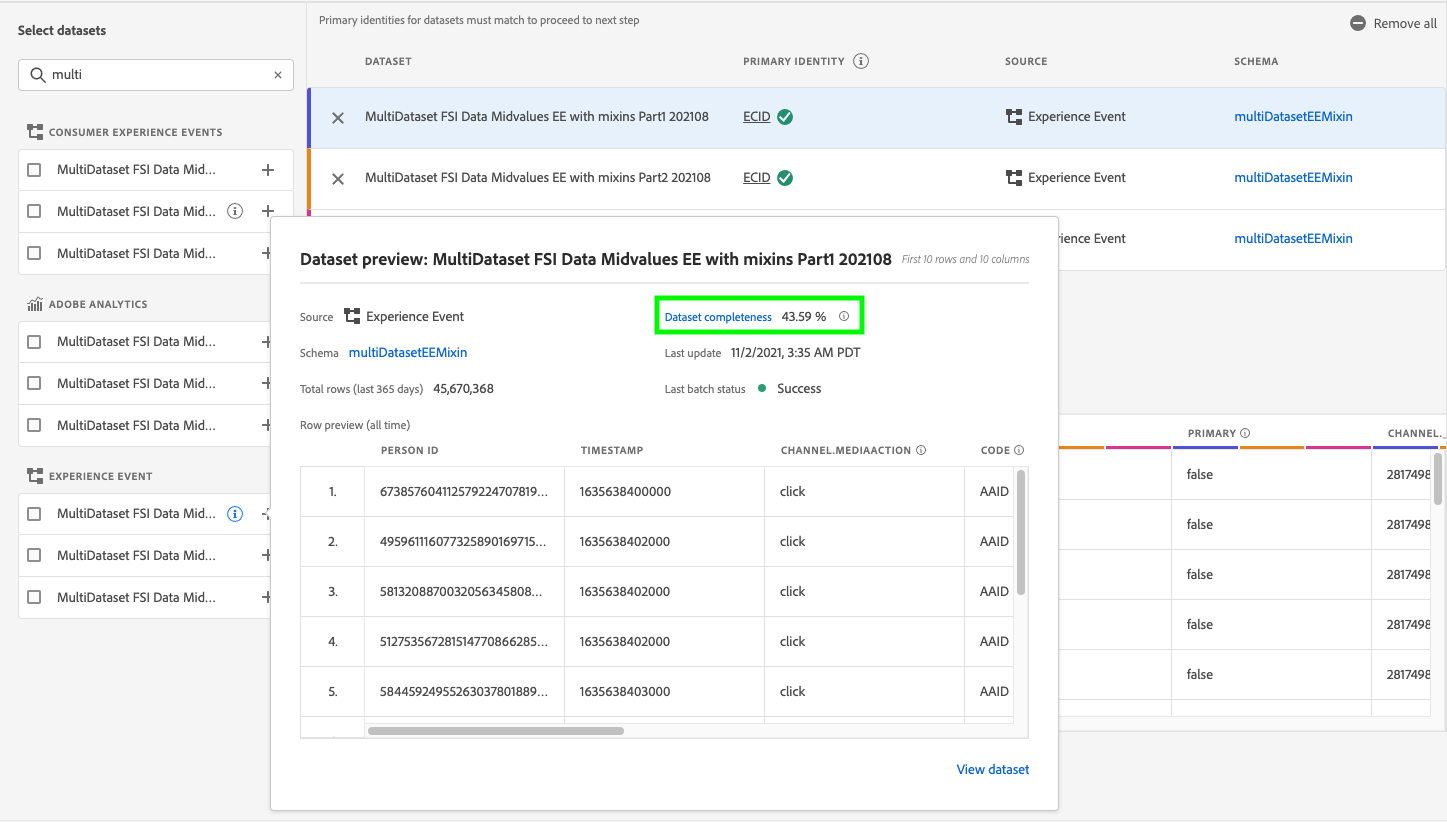 Select datasets
multi
CONSUMER EXPERIENCE EVENTS
MultiDataset FSI Data Mid...
MultiDataset FSI Data Mid...
MultiDataset FSI Data Mid...
ADOBE ANALYTICS
MultiDataset FSI Data Mid...
MultiDataset FSI Data Mid...
MultiDataset FSI Data Mid...
EXPERIENCE EVENT
MultiDataset FSI Data Mid...
MultiDataset FSI Data Mid...
MultiDataset FSI Data Mid...
Primary identities for datasets must match to proceed to next step
Remove all
DATASET PRIMARY IDENTITY SOURCE SCHEMA
MultiDataset FSI Data Midvalues EE with mixins Part1 202108 ECID Experience Event multiDatasetEEMixin
MultiDataset FSI Data Midvalues EE with mixins Part2 202108 ECID Experience Event multiDatasetEEMixin
rience Event multiDatasetEEMixin
Dataset preview: MultiDataset FSI Data Midvalues EE with mixins Part1 202108 First 10 rows and 10 columns
Source Experience Event Dataset completeness 43.59 %
Schema multiDatasetEEMixin Last update 11/2/2021, 3:35 AM PDT
Total rows (last 365 days) 45,670,368 Last batch status Success
Row preview (all time)
PERSON ID TIMESTAMP CHANNEL.MEDIAACTION CODE
1. 673857604112579224707819... 1635638400000 click AAID
2. 495961116077325890169715... 1635638402000 click AAID
3. 5813208870032056345808... 1635638402000 click AAID
4. 512753567281514770866285... 1635638402000 click AAID
5. 58445924955263037801889... 1635638403000 click AAID
View dataset
PRIMARY CHANNEL._
false 2817498
false 2817498
false 2817498
false 2817498
false 2817498